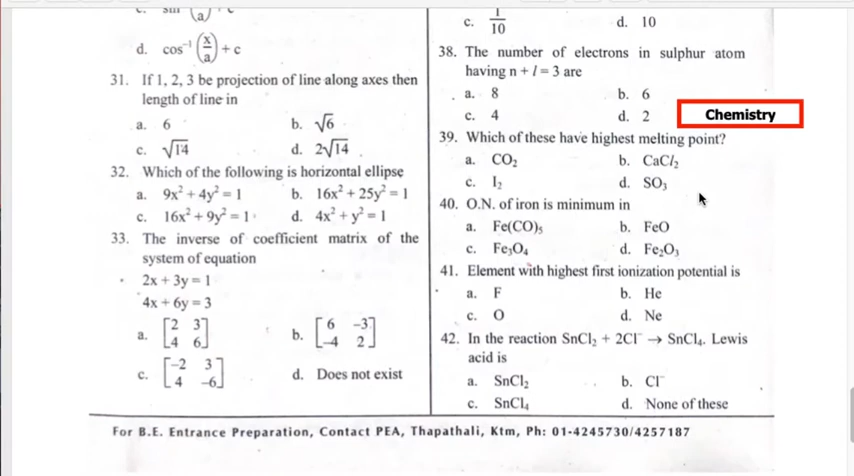 d. cos⁻¹ (x/a) + c
31. If 1, 2, 3 be projection of line along axes then
length of line in
a. 6 b. √6
c. √14 d. 2√14
32. Which of the following is horizontal ellipse
a. 9x² + 4y² = 1 b. 16x² + 25y² = 1
c. 16x² + 9y² = 1 d. 4x² + y² = 1
33. The inverse of coefficient matrix of the
system of equation
2x + 3y = 1
4x + 6y = 3
a. [2 3; 4 6] b. [6 -3; -4 2]
c. [-2 3; 4 -6] d. Does not exist
c. 1/10 d. 10
38. The number of electrons in sulphur atom
having n + l = 3 are
a. 8 b. 6
c. 4 d. 2
Chemistry
39. Which of these have highest melting point?
a. CO₂ b. CaCl₂
c. I₂ d. SO₃
40. O.N. of iron is minimum in
a. Fe(CO)₅ b. FeO
c. Fe₃O₄ d. Fe₂O₃
41. Element with highest first ionization potential is
a. F b. He
c. O d. Ne
42. In the reaction SnCl₂ + 2Cl⁻ → SnCl₄. Lewis
acid is
a. SnCl₂ b. Cl⁻
c. SnCl₄ d. None of these
For B.E. Entrance Preparation, Contact PEA, Thapathali, Ktm, Ph: 01-4245730/4257187